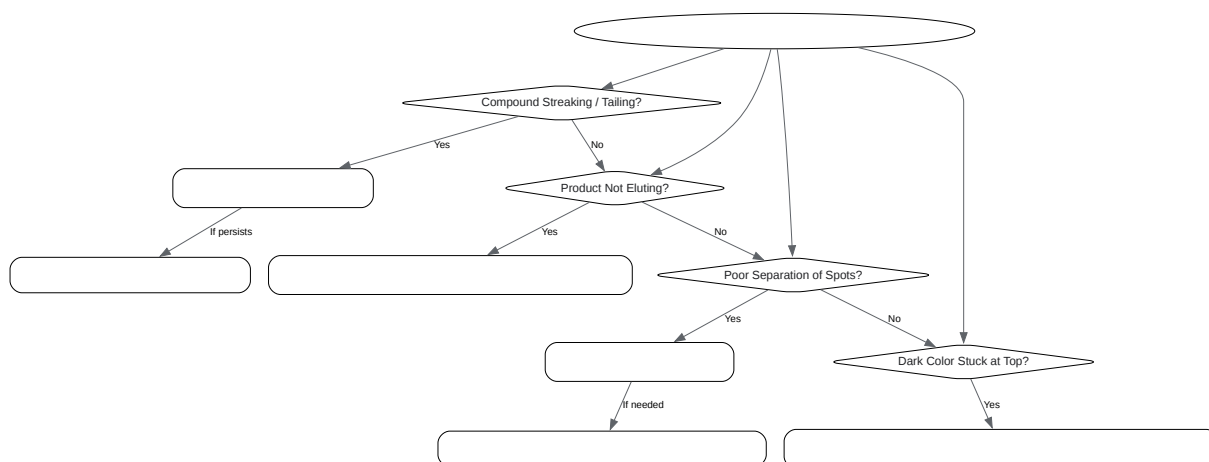 Compound Streaking / Tailing?
Yes
No
Product Not Eluting?
If persists
Yes
No
Poor Separation of Spots?
Yes
No
Dark Color Stuck at Top?
If needed
Yes